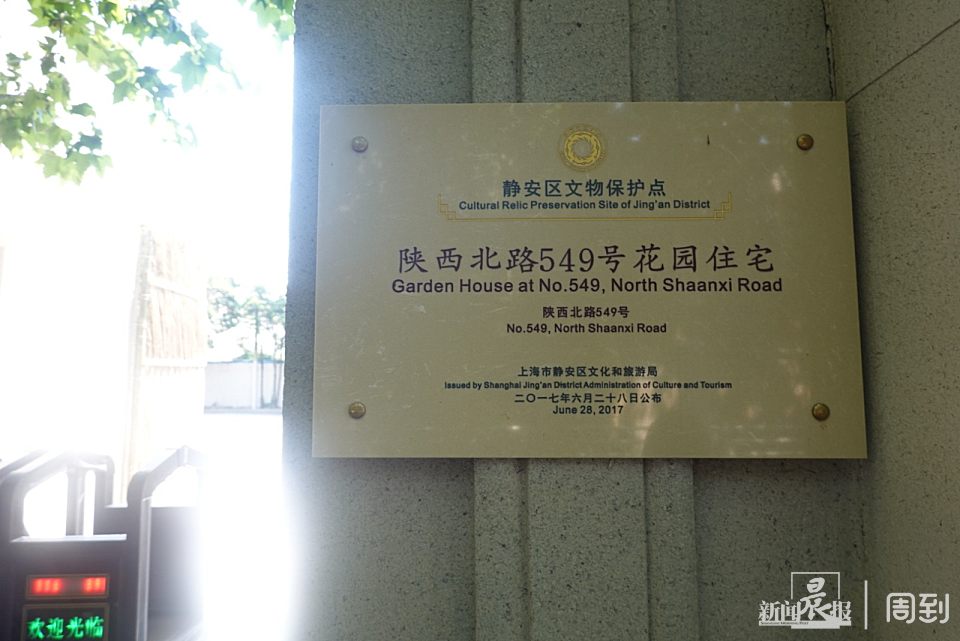 静安区文物保护点
Cultural Relic Preservation Site of Jing'an District
陕西北路549号花园住宅
Garden House at No.549, North Shaanxi Road
陕西北路549号
No.549, North Shaanxi Road
上海市静安区文化和旅游局
Issued by Shanghai Jing'an District Administration of Culture and Tourism
二〇一七年六月二十八日公布
June 28, 2017
欢迎光临
新闻晨报
周到